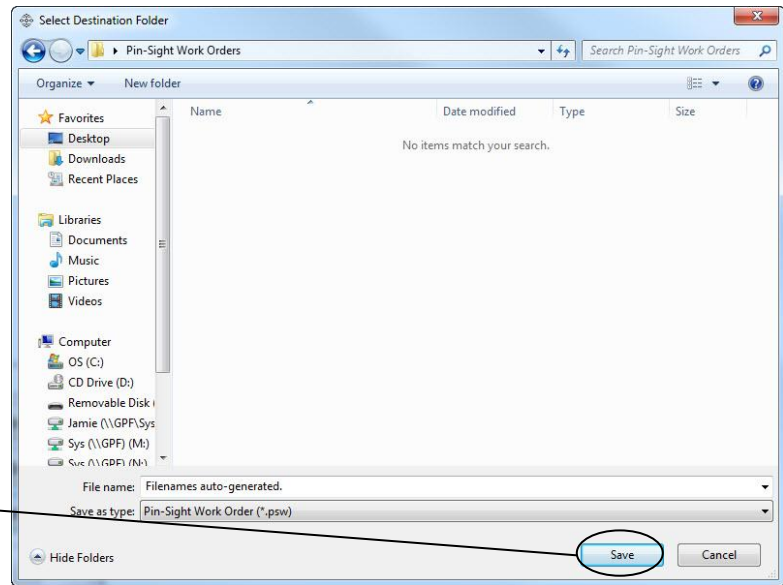 Select Destination Folder
Pin-Sight Work Orders
Search Pin-Sight Work Orders
Organize
New folder
Name
Date modified
Type
Size
No items match your search.
Favorites
Desktop
Downloads
Recent Places
Libraries
Documents
Music
Pictures
Videos
Computer
OS (C:)
CD Drive (D:)
Removable Disk (
Jamie (\\GPF\Sys
Sys (\\GPF) (M:)
Sys (\\GPF) (N:)
File name: Filenames auto-generated.
Save as type: Pin-Sight Work Order (*.psw)
Hide Folders
Save
Cancel